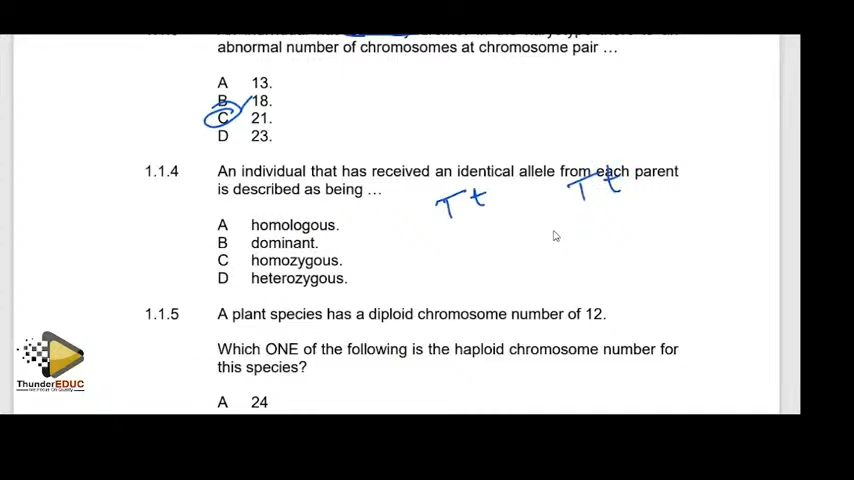 abnormal number of chromosomes at chromosome pair …
A 13.
B 18.
C 21.
D 23.
1.1.4 An individual that has received an identical allele from each parent
is described as being …
T t T t
A homologous.
B dominant.
C homozygous.
D heterozygous.
1.1.5 A plant species has a diploid chromosome number of 12.
Which ONE of the following is the haploid chromosome number for
this species?
ThunderEDUC
A 24